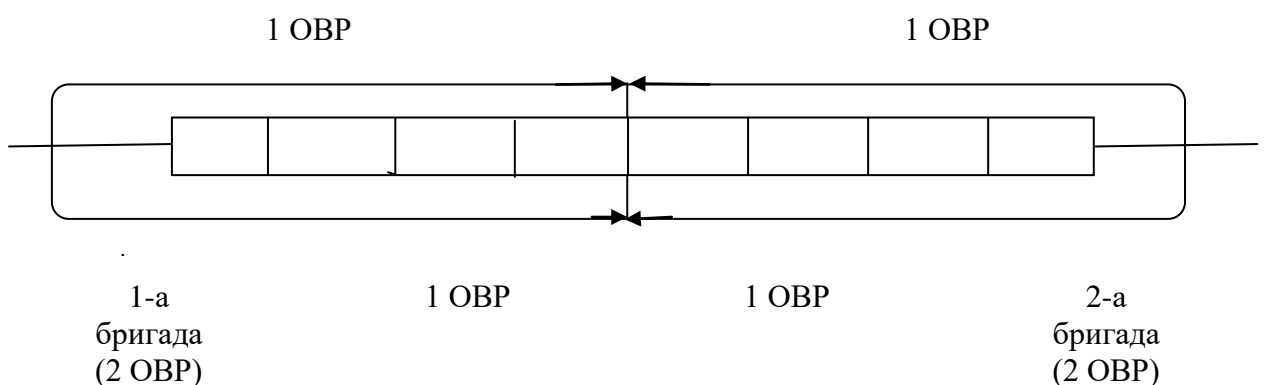 1 ОВР 1 ОВР
1-а 1 ОВР 1 ОВР 2-а
бригада бригада
(2 ОВР) (2 ОВР)